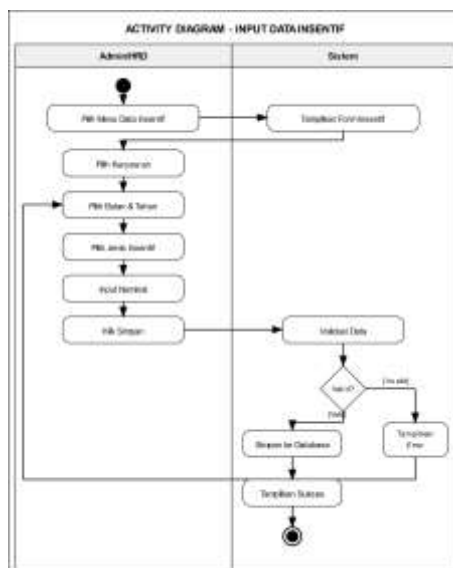 ACTIVITY DIAGRAM - INPUT DATA INSENTIF
Admin/HRD
Sistem
Pilih Menu Data Insentif
Tampilkan Form Insentif
Pilih Karyawan
Pilih Bulan & Tahun
Pilih Jenis Insentif
Input Nominal
Klik Simpan
Validasi Data
Valid?
[Tidak]
[Ya]
Simpan ke Database
Tampilkan
Error
Tampilkan Sukses